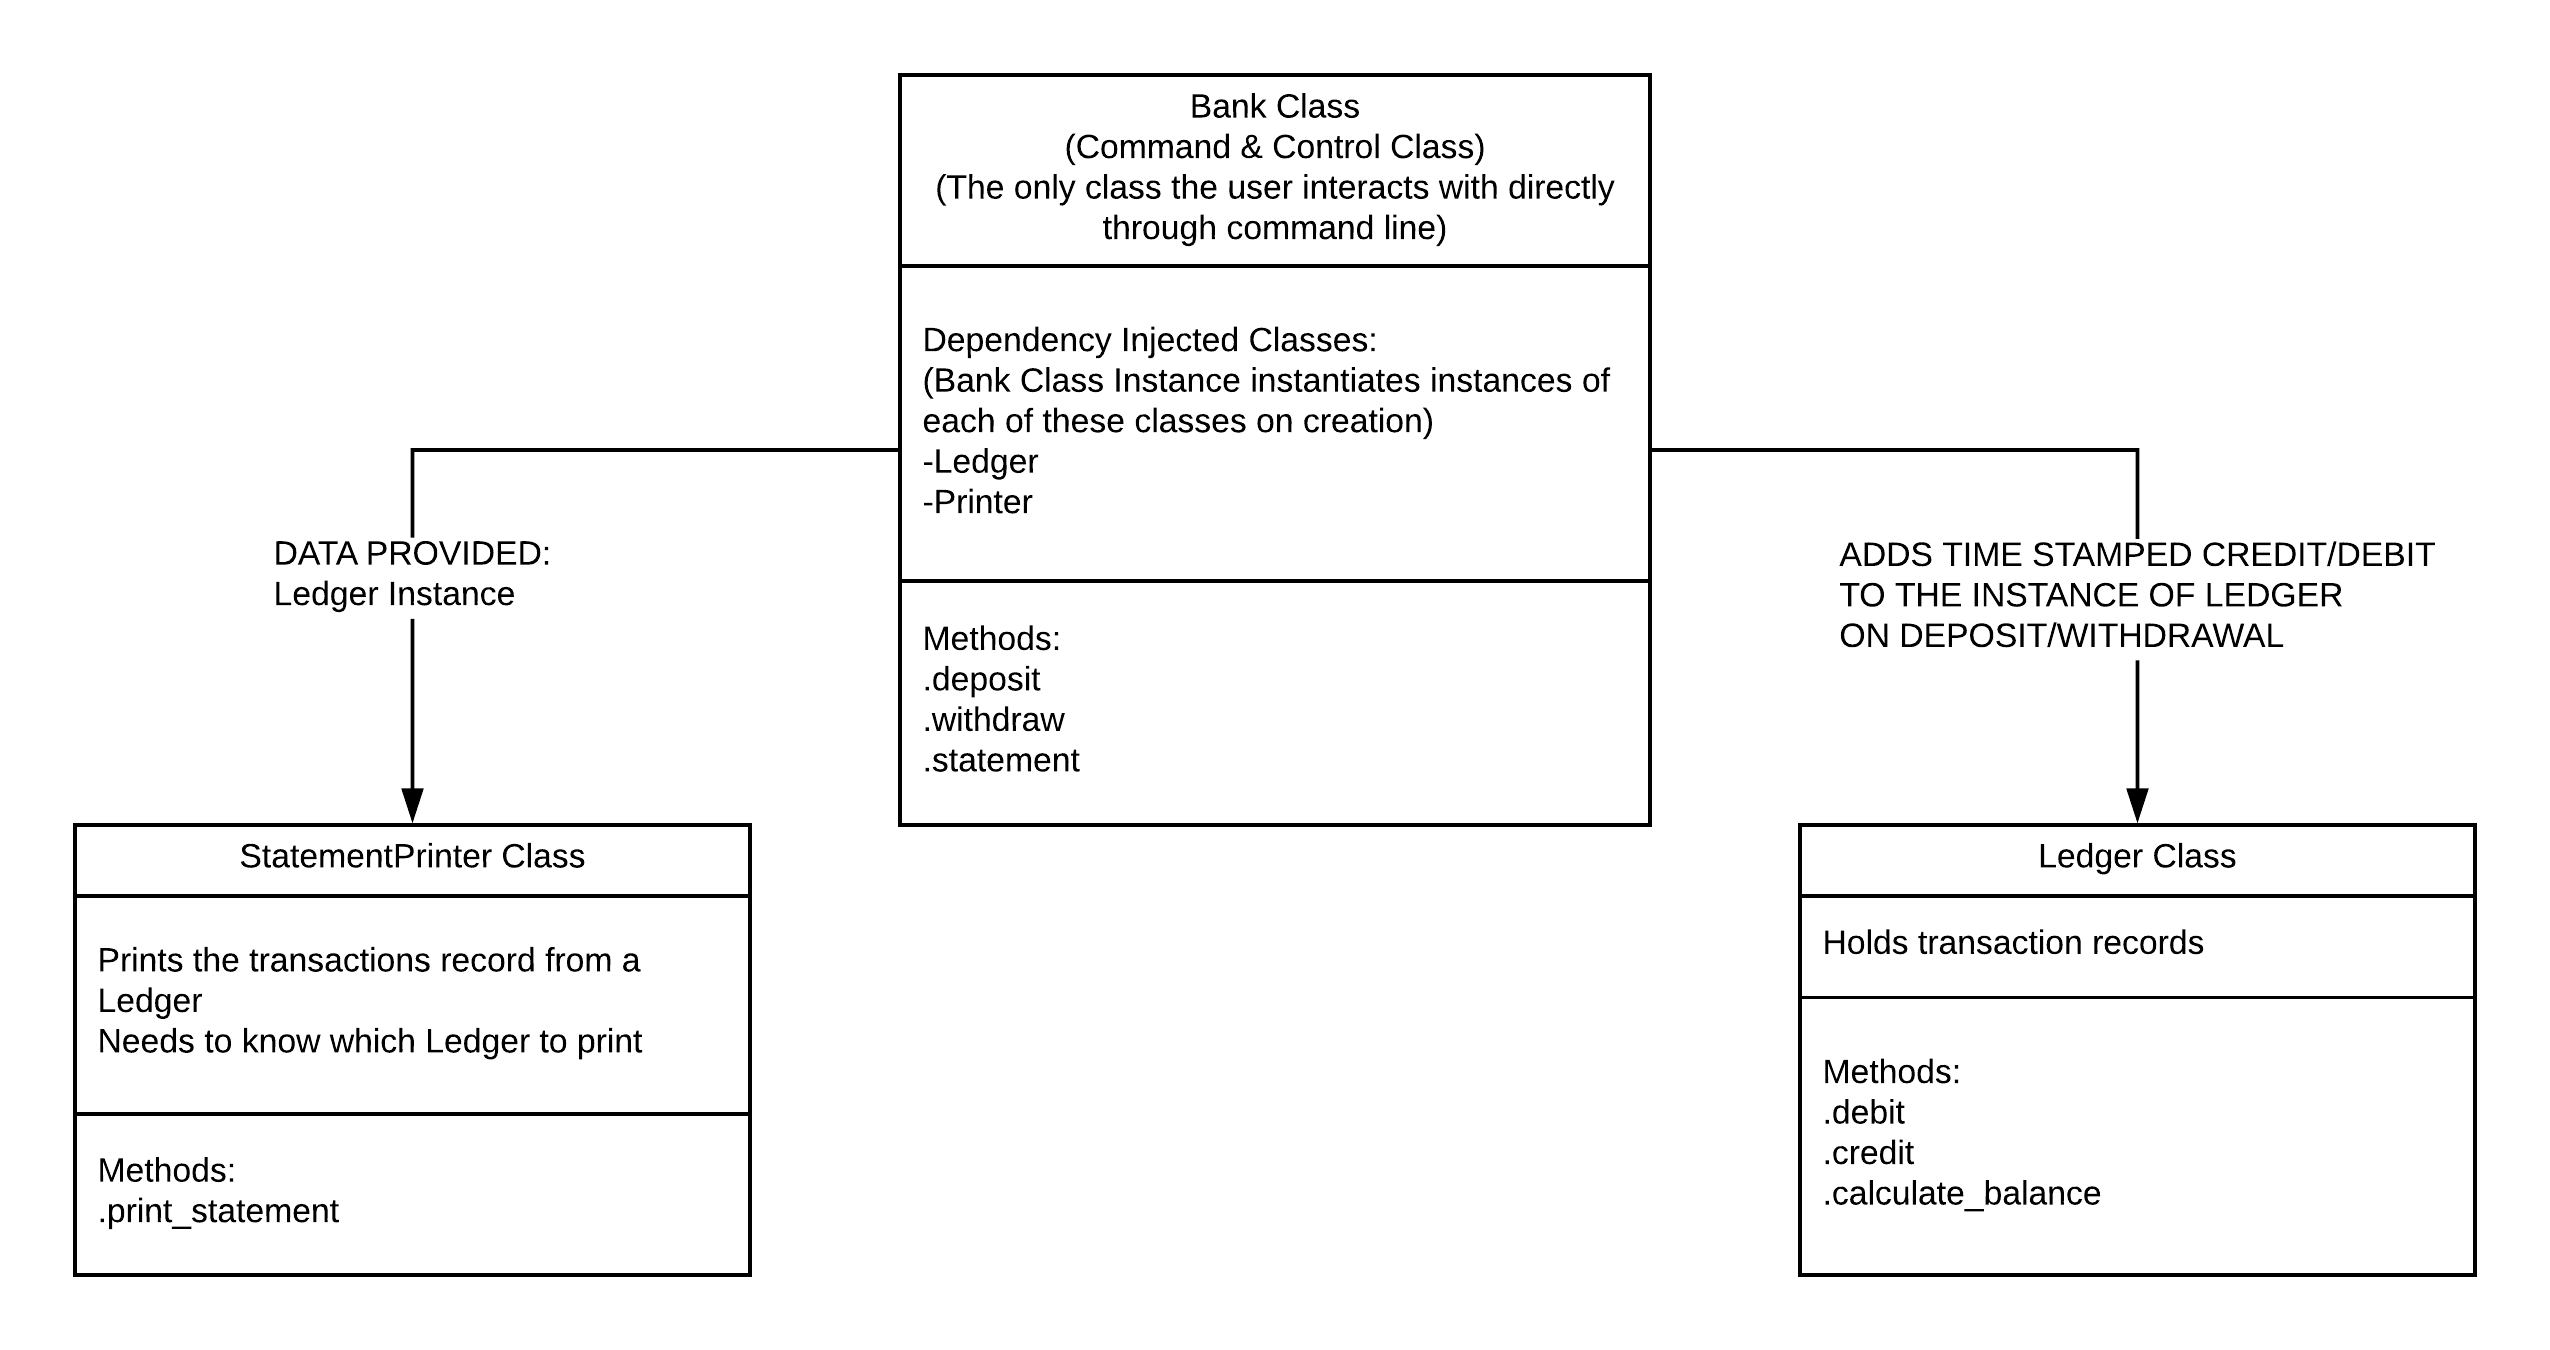 Bank Class
(Command & Control Class)
(The only class the user interacts with directly
through command line)
Dependency Injected Classes:
(Bank Class Instance instantiates instances of
each of these classes on creation)
-Ledger
-Printer
Methods:
.deposit
.withdraw
.statement
DATA PROVIDED:
Ledger Instance
ADDS TIME STAMPED CREDIT/DEBIT
TO THE INSTANCE OF LEDGER
ON DEPOSIT/WITHDRAWAL
StatementPrinter Class
Prints the transactions record from a
Ledger
Needs to know which Ledger to print
Methods:
.print_statement
Ledger Class
Holds transaction records
Methods:
.debit
.credit
.calculate_balance